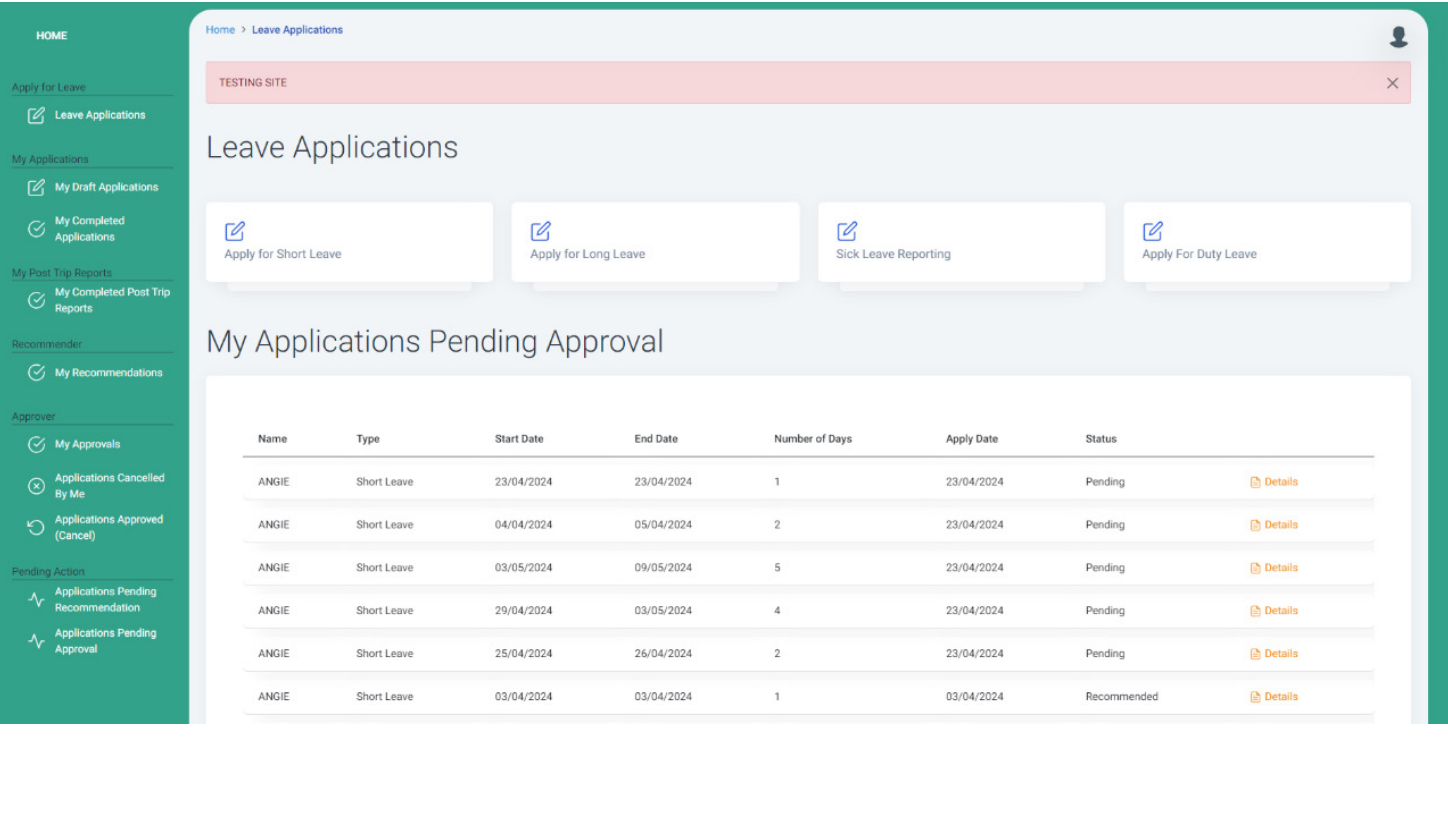 HOME
Apply for Leave
Leave Applications
My Applications
My Draft Applications
My Completed
Applications
My Post Trip Reports
My Completed Post Trip
Reports
Recommender
My Recommendations
Approver
My Approvals
Applications Cancelled
By Me
Applications Approved
(Cancel)
Pending Action
Applications Pending
Recommendation
Applications Pending
Approval
Home > Leave Applications
TESTING SITE
Leave Applications
Apply for Short Leave
Apply for Long Leave
Sick Leave Reporting
Apply For Duty Leave
My Applications Pending Approval
Name Type Start Date End Date Number of Days Apply Date Status
ANGIE Short Leave 23/04/2024 23/04/2024 1 23/04/2024 Pending Details
ANGIE Short Leave 04/04/2024 05/04/2024 2 23/04/2024 Pending Details
ANGIE Short Leave 03/05/2024 09/05/2024 5 23/04/2024 Pending Details
ANGIE Short Leave 29/04/2024 03/05/2024 4 23/04/2024 Pending Details
ANGIE Short Leave 25/04/2024 26/04/2024 2 23/04/2024 Pending Details
ANGIE Short Leave 03/04/2024 03/04/2024 1 03/04/2024 Recommended Details